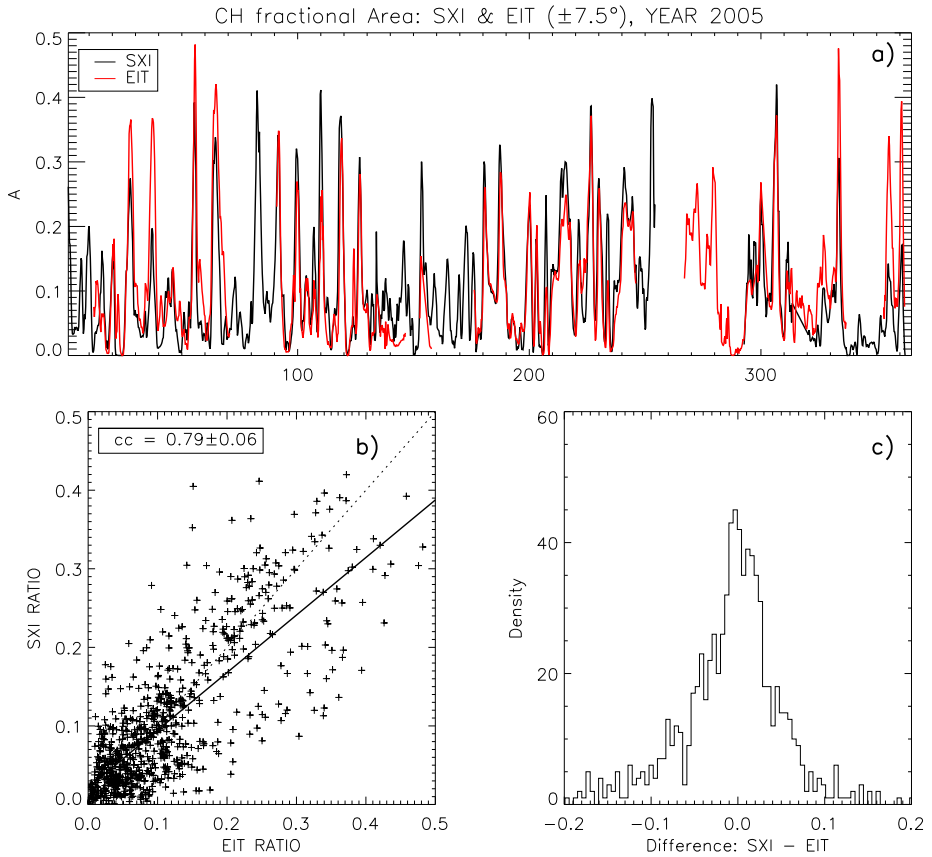 CH fractional Area: SXI & EIT (±7.5°), YEAR 2005
0.5
0.4
0.3
0.2
0.1
0.0
A
SXI
EIT
a)
100
200
300
0.5
0.4
0.3
0.2
0.1
0.0
SXI RATIO
cc = 0.79±0.06
b)
0.0
0.1
0.2
0.3
0.4
0.5
EIT RATIO
60
40
20
0
Density
c)
−0.2
−0.1
0.0
0.1
0.2
Difference: SXI − EIT